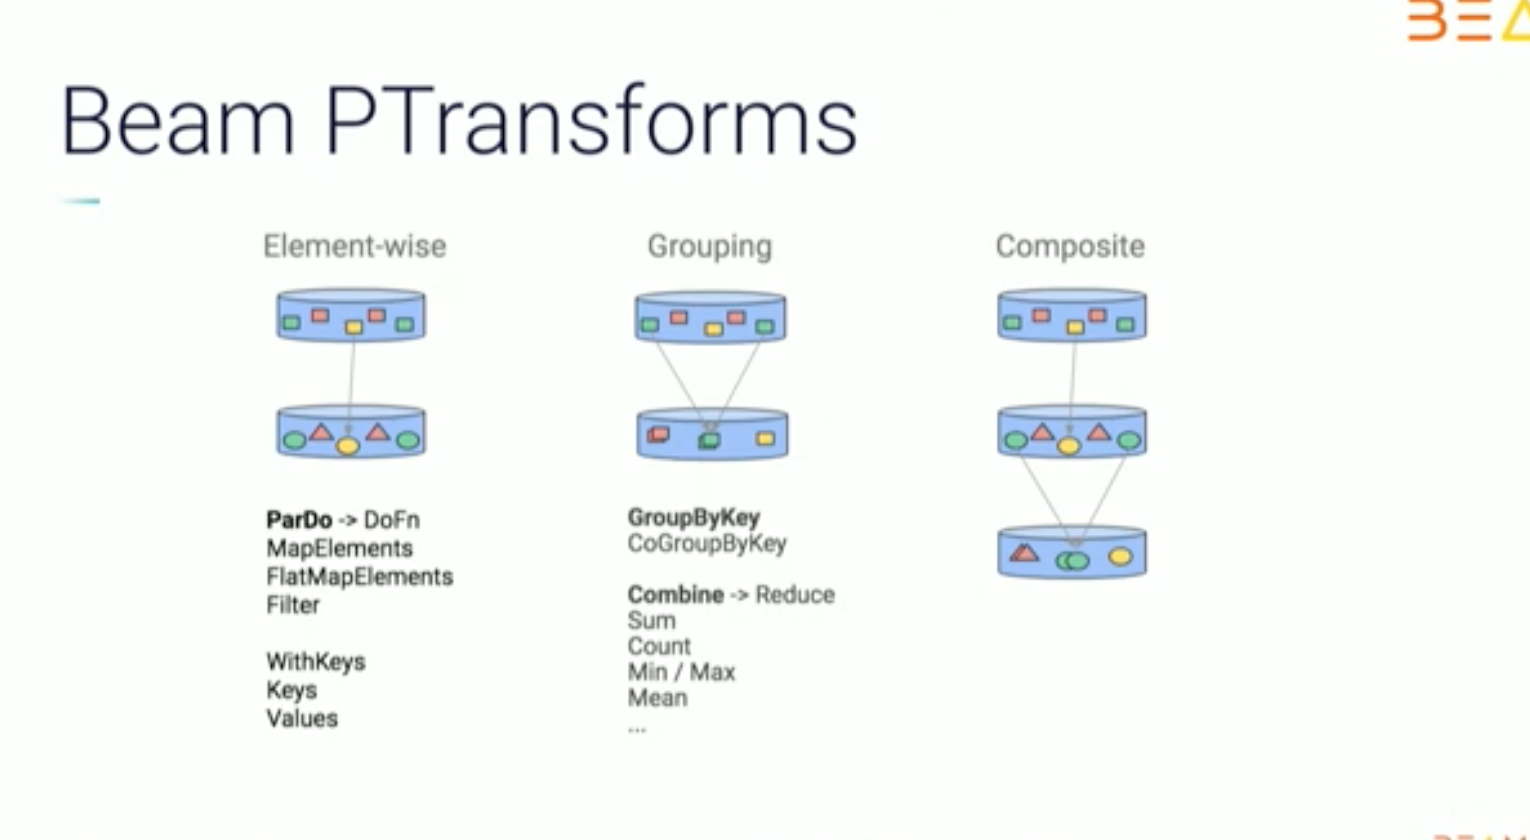 BEA
Beam PTransforms
Element-wise
Grouping
Composite
ParDo -> DoFn
MapElements
FlatMapElements
Filter
WithKeys
Keys
Values
GroupByKey
CoGroupByKey
Combine -> Reduce
Sum
Count
Min / Max
Mean
...